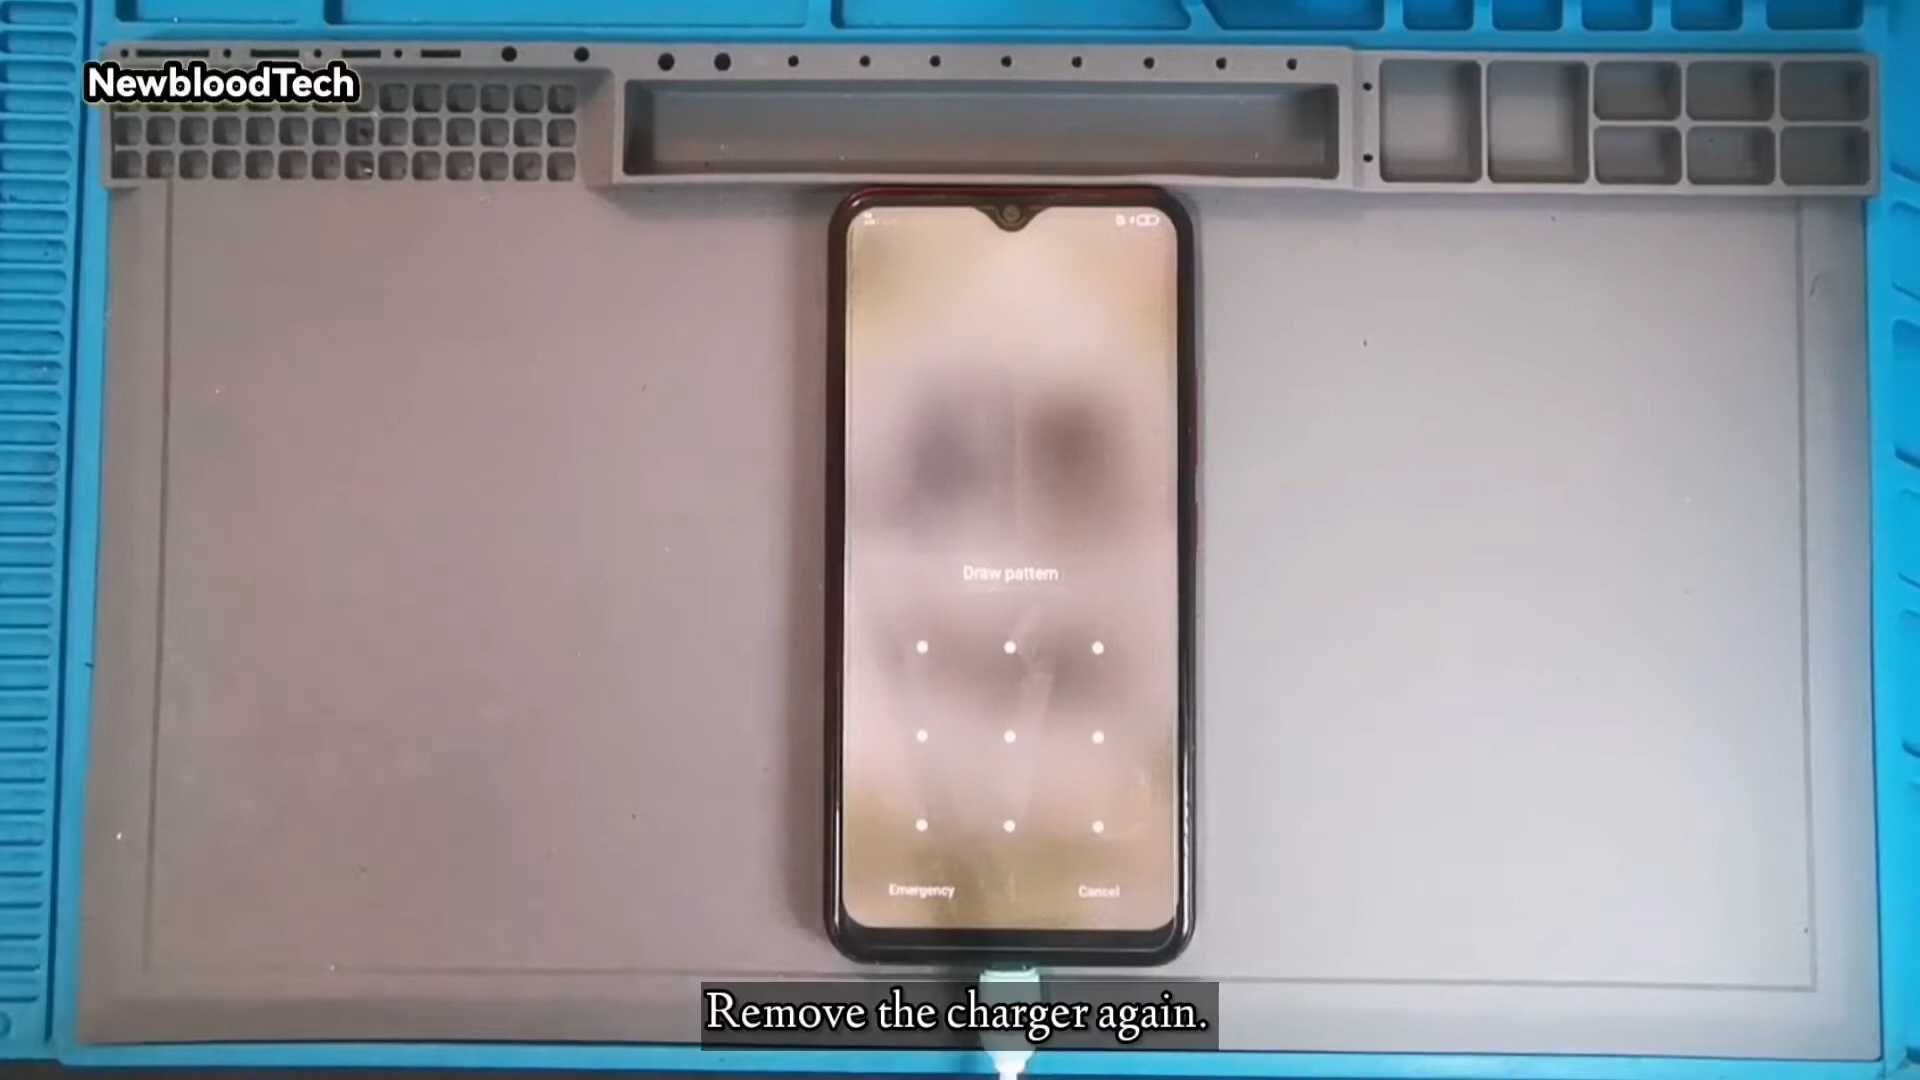 NewbloodTech
Draw pattern
Emergency
Cancel
Remove the charger again.